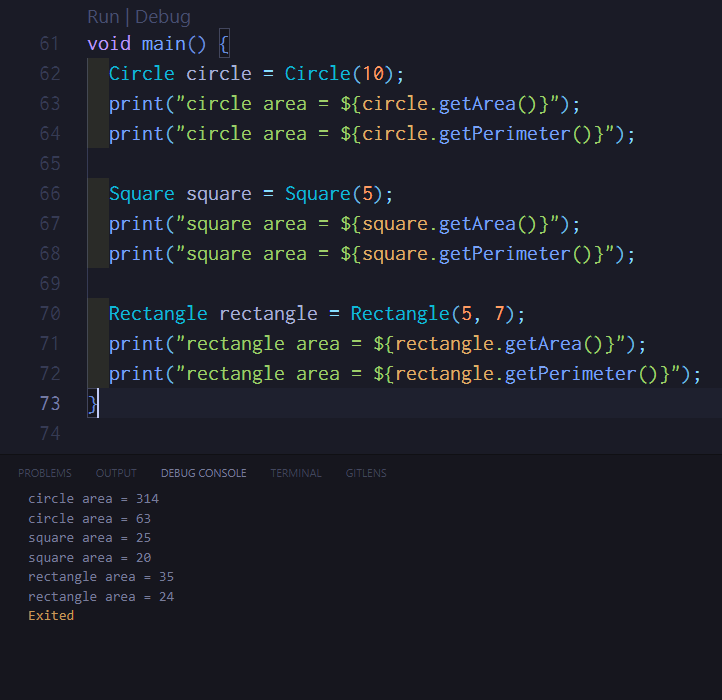 Run | Debug
61 void main() {
62 Circle circle = Circle(10);
63 print("circle area = ${circle.getArea()}");
64 print("circle area = ${circle.getPerimeter()}");
65
66 Square square = Square(5);
67 print("square area = ${square.getArea()}");
68 print("square area = ${square.getPerimeter()}");
69
70 Rectangle rectangle = Rectangle(5, 7);
71 print("rectangle area = ${rectangle.getArea()}");
72 print("rectangle area = ${rectangle.getPerimeter()}");
73 }
74
PROBLEMS OUTPUT DEBUG CONSOLE TERMINAL GITLENS
circle area = 314
circle area = 63
square area = 25
square area = 20
rectangle area = 35
rectangle area = 24
Exited